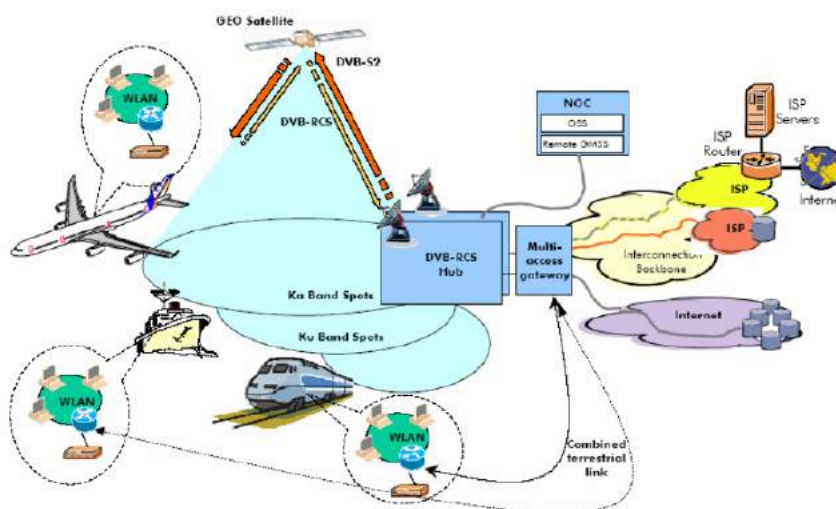 GEO Satellite
DVB-S2
DVB-RCS
WLAN
NOC
OSS
Remote DMSS
ISP
Servers
ISP
Router
Internet
ISP
ISP
Interconnection
Backbone
Multi-
access
gateway
DVB-RCS
Hub
Ka Band Spots
Ku Band Spots
Internet
WLAN
WLAN
Combined
terrestrial
link